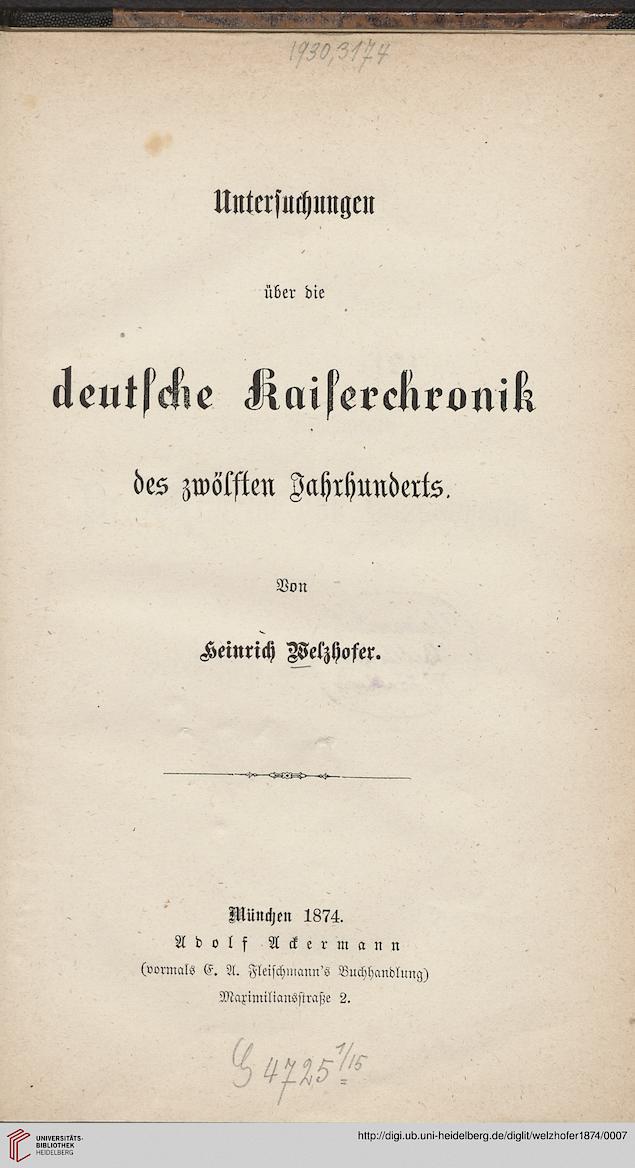 1930,3174
Untersuchungen
über die
deutsche Kaiserchronik
des zwölften Jahrhunderts.
Von
Heinrich Welzhofer.
München 1874.
Adolf Ackermann
(vormals E. A. Fleischmann's Buchhandlung)
Maximiliansstraße 2.
G 4725 1/15
UNIVERSITÄTS-
BIBLIOTHEK
HEIDELBERG
http://digi.ub.uni-heidelberg.de/diglit/welzhofer1874/0007